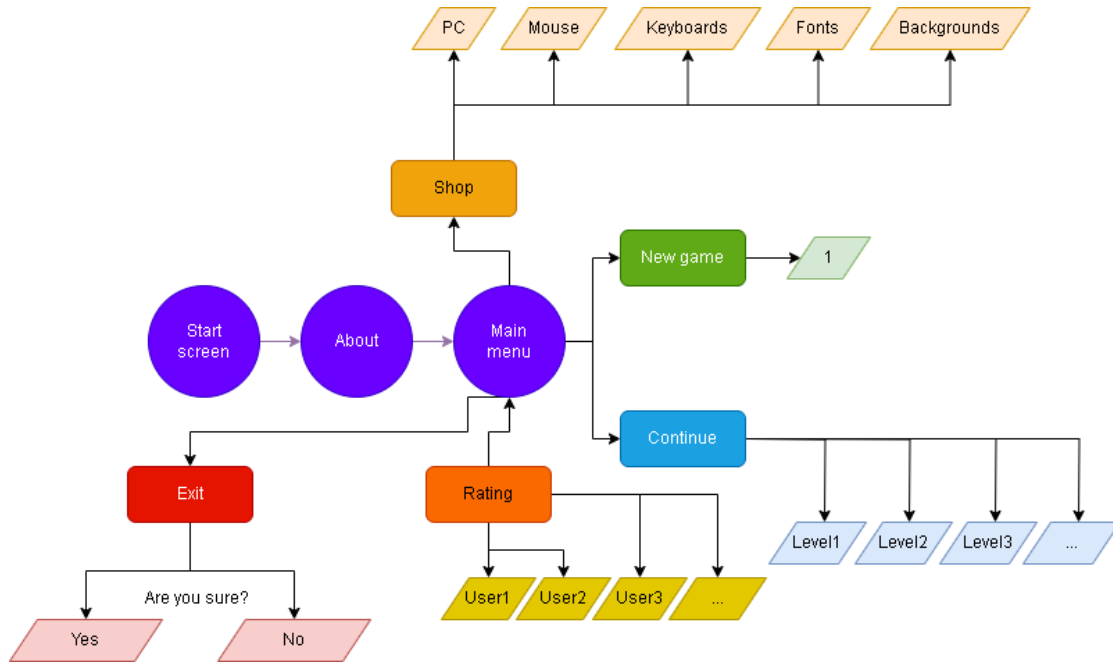 PC
Mouse
Keyboards
Fonts
Backgrounds
Shop
New game
1
Start
screen
About
Main
menu
Continue
Exit
Rating
Level1
Level2
Level3
...
Are you sure?
User1
User2
User3
...
Yes
No